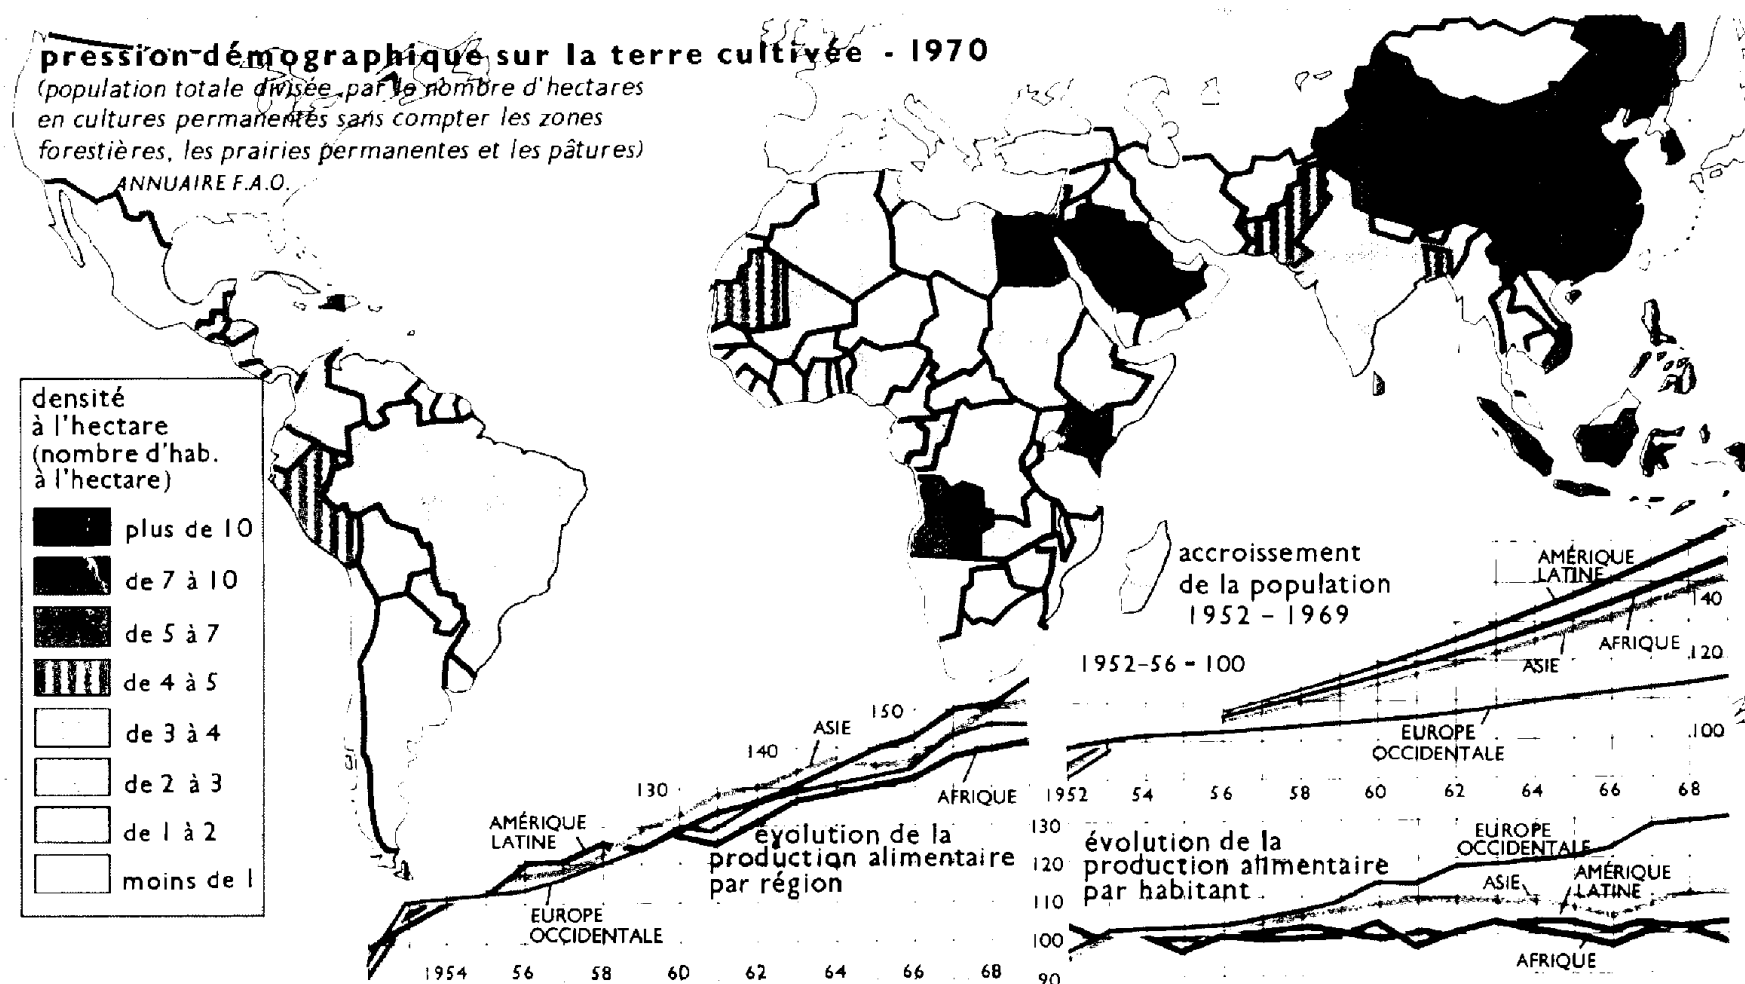 pression démographique sur la terre cultivée - 1970
(population totale divisée par le nombre d'hectares
en cultures permanentes sans compter les zones
forestières, les prairies permanentes et les pâtures)
ANNUAIRE F.A.O.
densité
à l'hectare
(nombre d'hab.
à l'hectare)
plus de 10
de 7 à 10
de 5 à 7
de 4 à 5
de 3 à 4
de 2 à 3
de 1 à 2
moins de 1
accroissement
de la population
1952 - 1969
1952-56 = 100
AMÉRIQUE
LATINE
140
AFRIQUE
ASIE
120
EUROPE
OCCIDENTALE
100
1952 54 56 58 60 62 64 66 68
150
ASIE
140
130
AFRIQUE
AMÉRIQUE
LATINE
évolution de la
production alimentaire
par région
EUROPE
OCCIDENTALE
1954 56 58 60 62 64 66 68
130
évolution de la
production alimentaire
par habitant
EUROPE
OCCIDENTALE
120
ASIE
AMÉRIQUE
LATINE
110
100
AFRIQUE
90